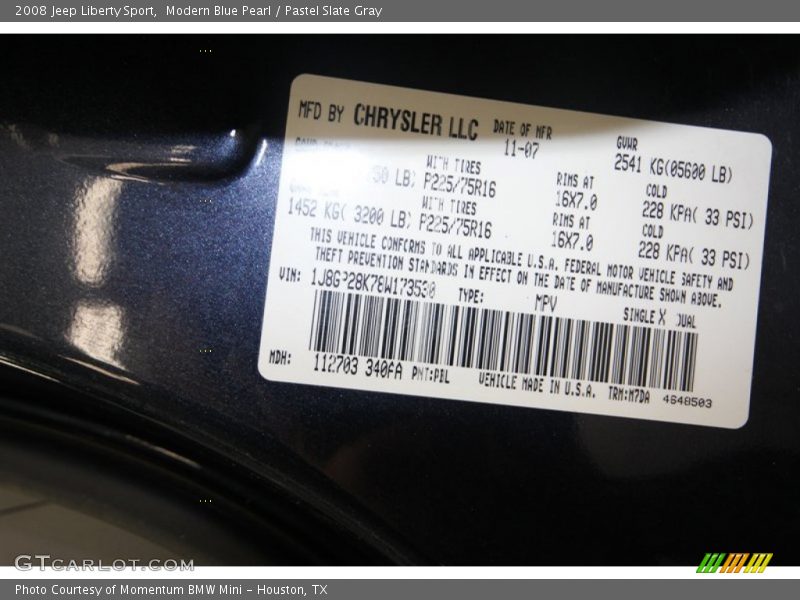 2008 Jeep Liberty Sport,  Modern Blue Pearl / Pastel Slate Gray
MFD BY CHRYSLER LLC DATE OF MFR GVWR
11-07 2541 KG(05600 LB)
WITH TIRES RIMS AT COLD
50 LB) P225/75R16 16X7.0 228 KPA( 33 PSI)
WITH TIRES RIMS AT COLD
1452 KG( 3200 LB) P225/75R16 16X7.0 228 KPA( 33 PSI)
THIS VEHICLE CONFORMS TO ALL APPLICABLE U.S.A. FEDERAL MOTOR VEHICLE SAFETY AND
THEFT PREVENTION STANDARDS IN EFFECT ON THE DATE OF MANUFACTURE SHOWN ABOVE.
VIN: 1J8GP28K78W173530 TYPE: MPV SINGLE X DUAL
MDH: 112703 340FA PNT:PBL VEHICLE MADE IN U.S.A. TRM:M7DA 4648503
GTCARLOT.COM
Photo Courtesy of Momentum BMW Mini - Houston, TX